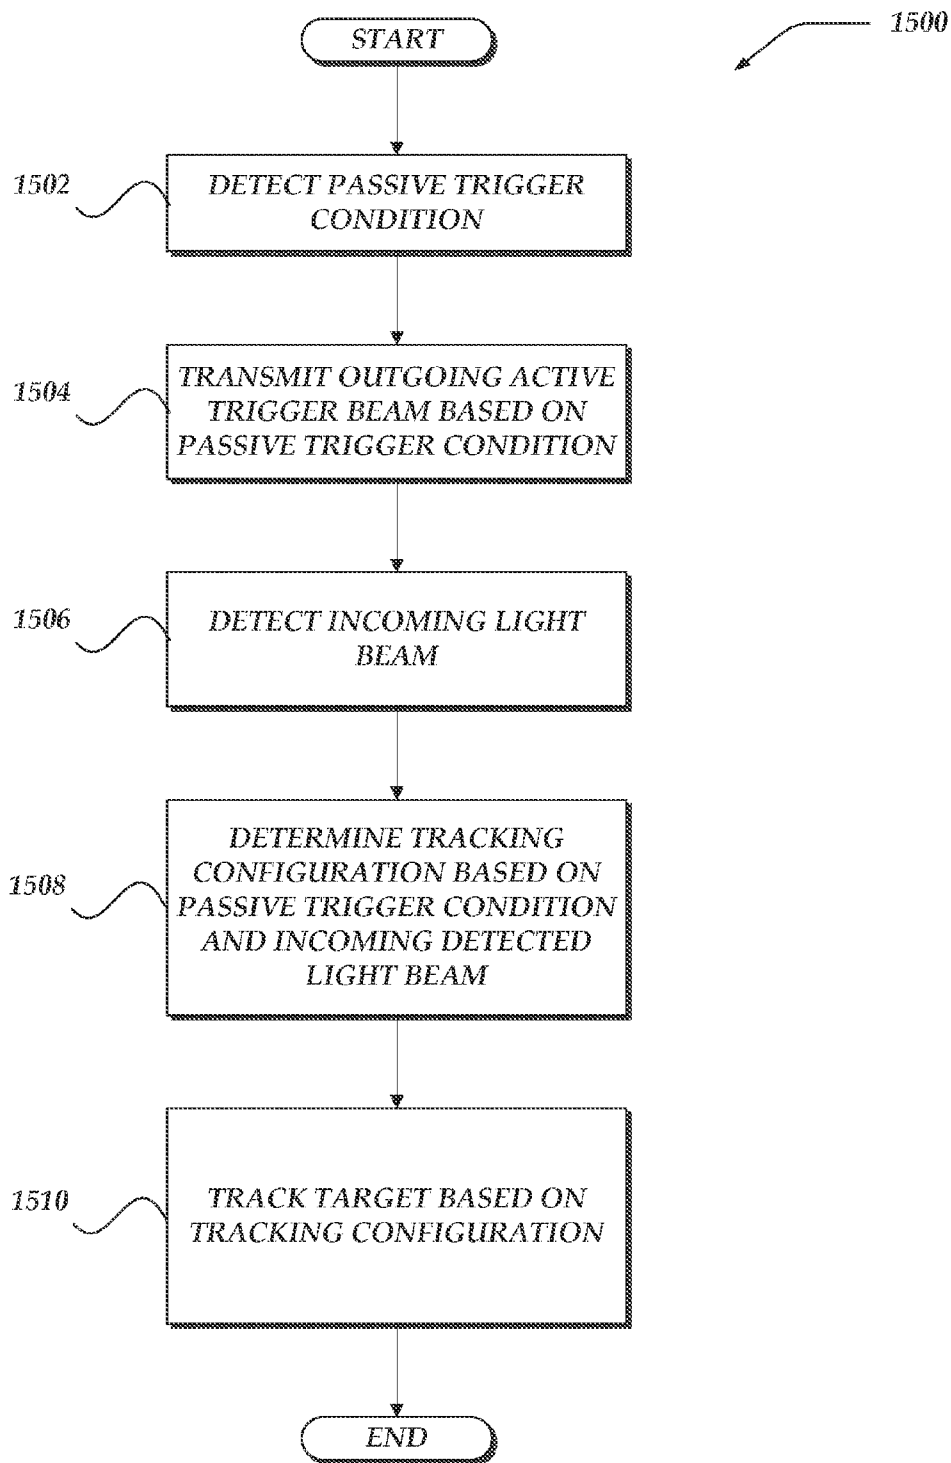 START
1500
1502
DETECT PASSIVE TRIGGER
CONDITION
1504
TRANSMIT OUTGOING ACTIVE
TRIGGER BEAM BASED ON
PASSIVE TRIGGER CONDITION
1506
DETECT INCOMING LIGHT
BEAM
1508
DETERMINE TRACKING
CONFIGURATION BASED ON
PASSIVE TRIGGER CONDITION
AND INCOMING DETECTED
LIGHT BEAM
1510
TRACK TARGET BASED ON
TRACKING CONFIGURATION
END